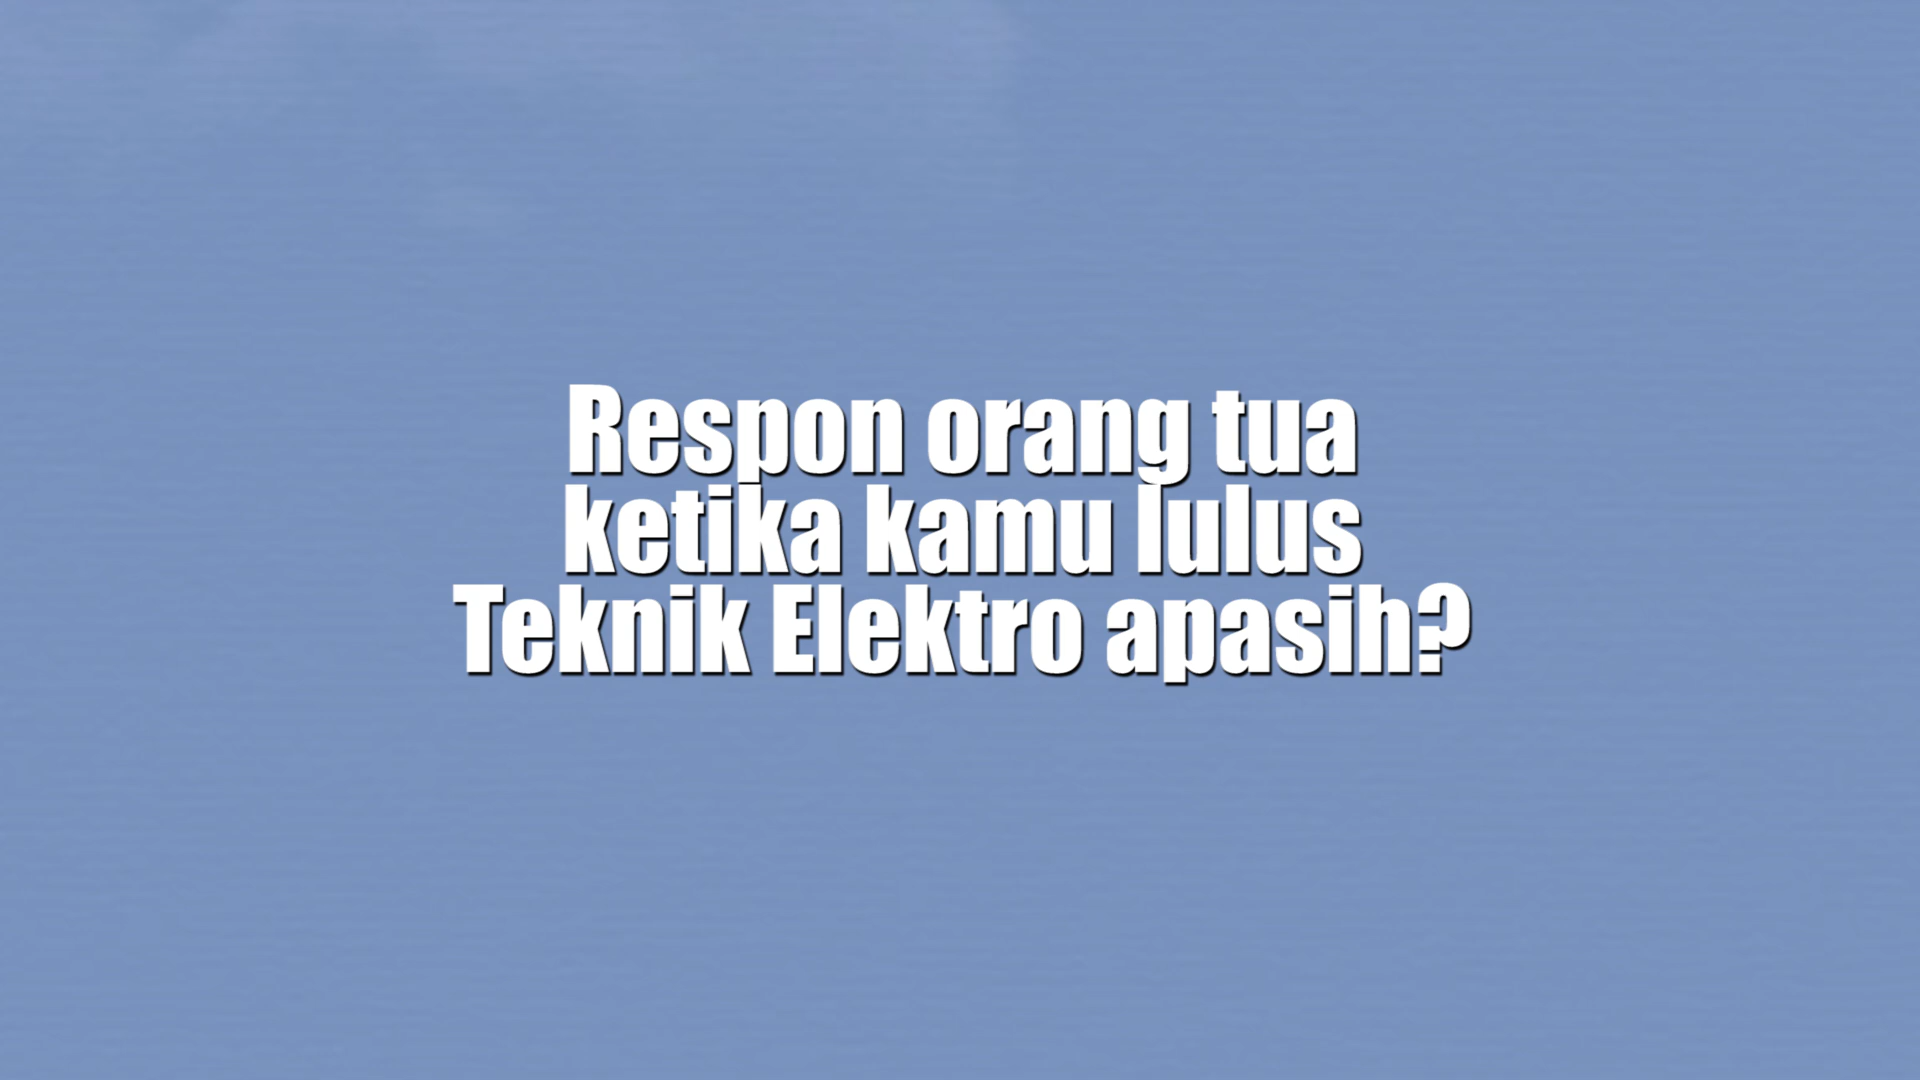 Respon orang tua
ketika kamu lulus
Teknik Elektro apasih?